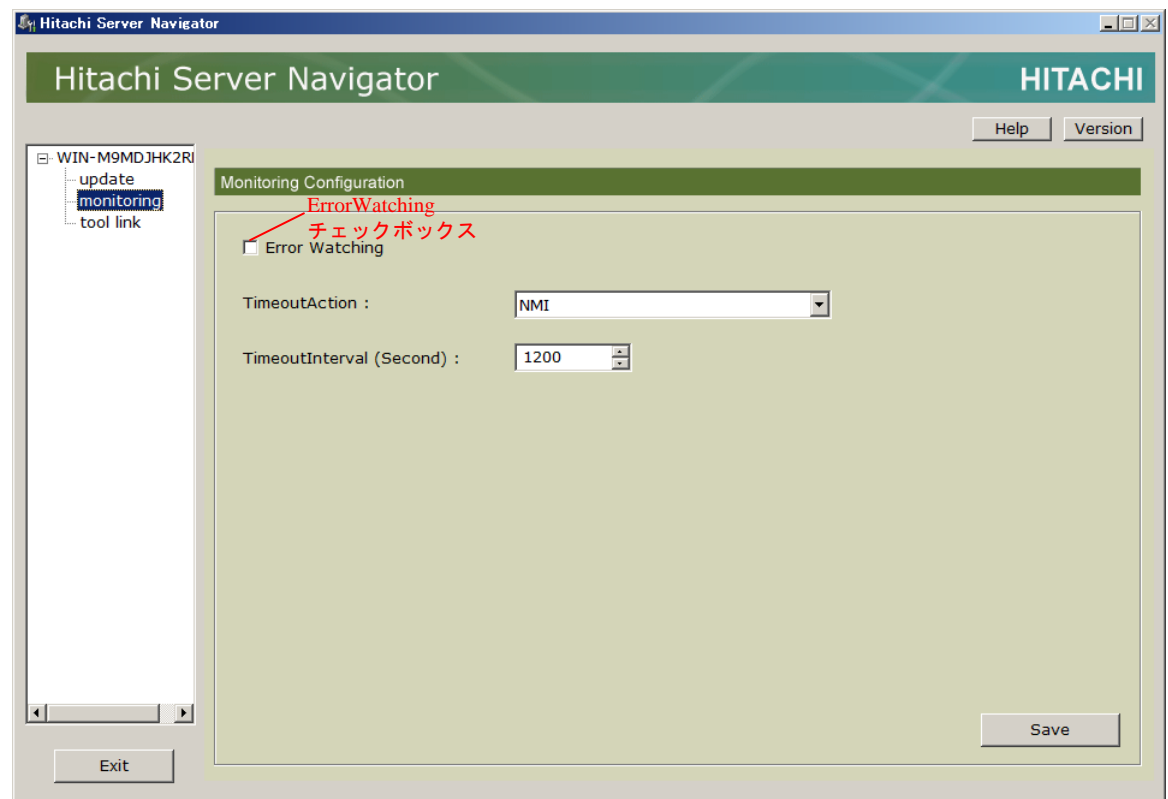 Hitachi Server Navigator
Hitachi Server Navigator
HITACHI
Help
Version
WIN-M9MDJHK2R
update
monitoring
tool link
Monitoring Configuration
ErrorWatching
チェックボックス
Error Watching
TimeoutAction :
NMI
TimeoutInterval (Second) :
1200
Save
Exit